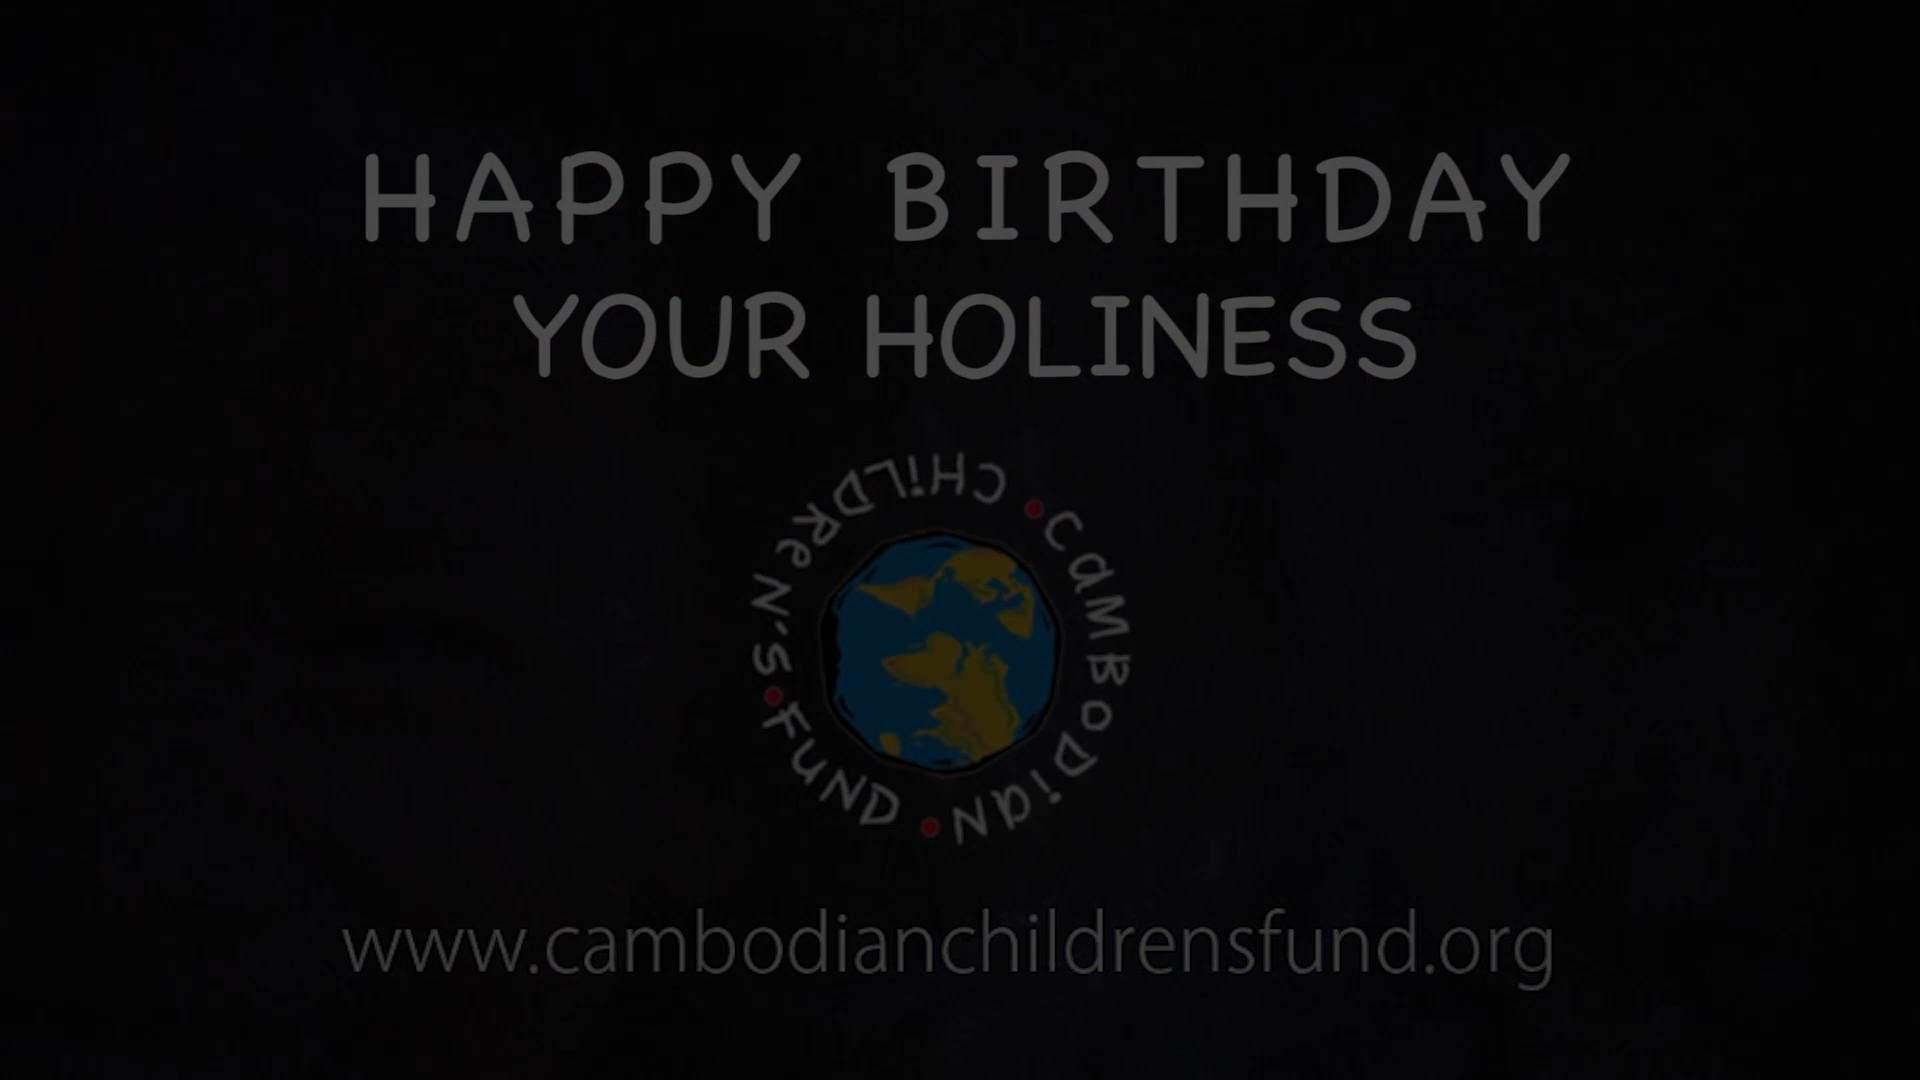 HAPPY BIRTHDAY
YOUR HOLINESS
CaMBoDiaN • CHiLDReN'S • FuND •
www.cambodianchildrensfund.org